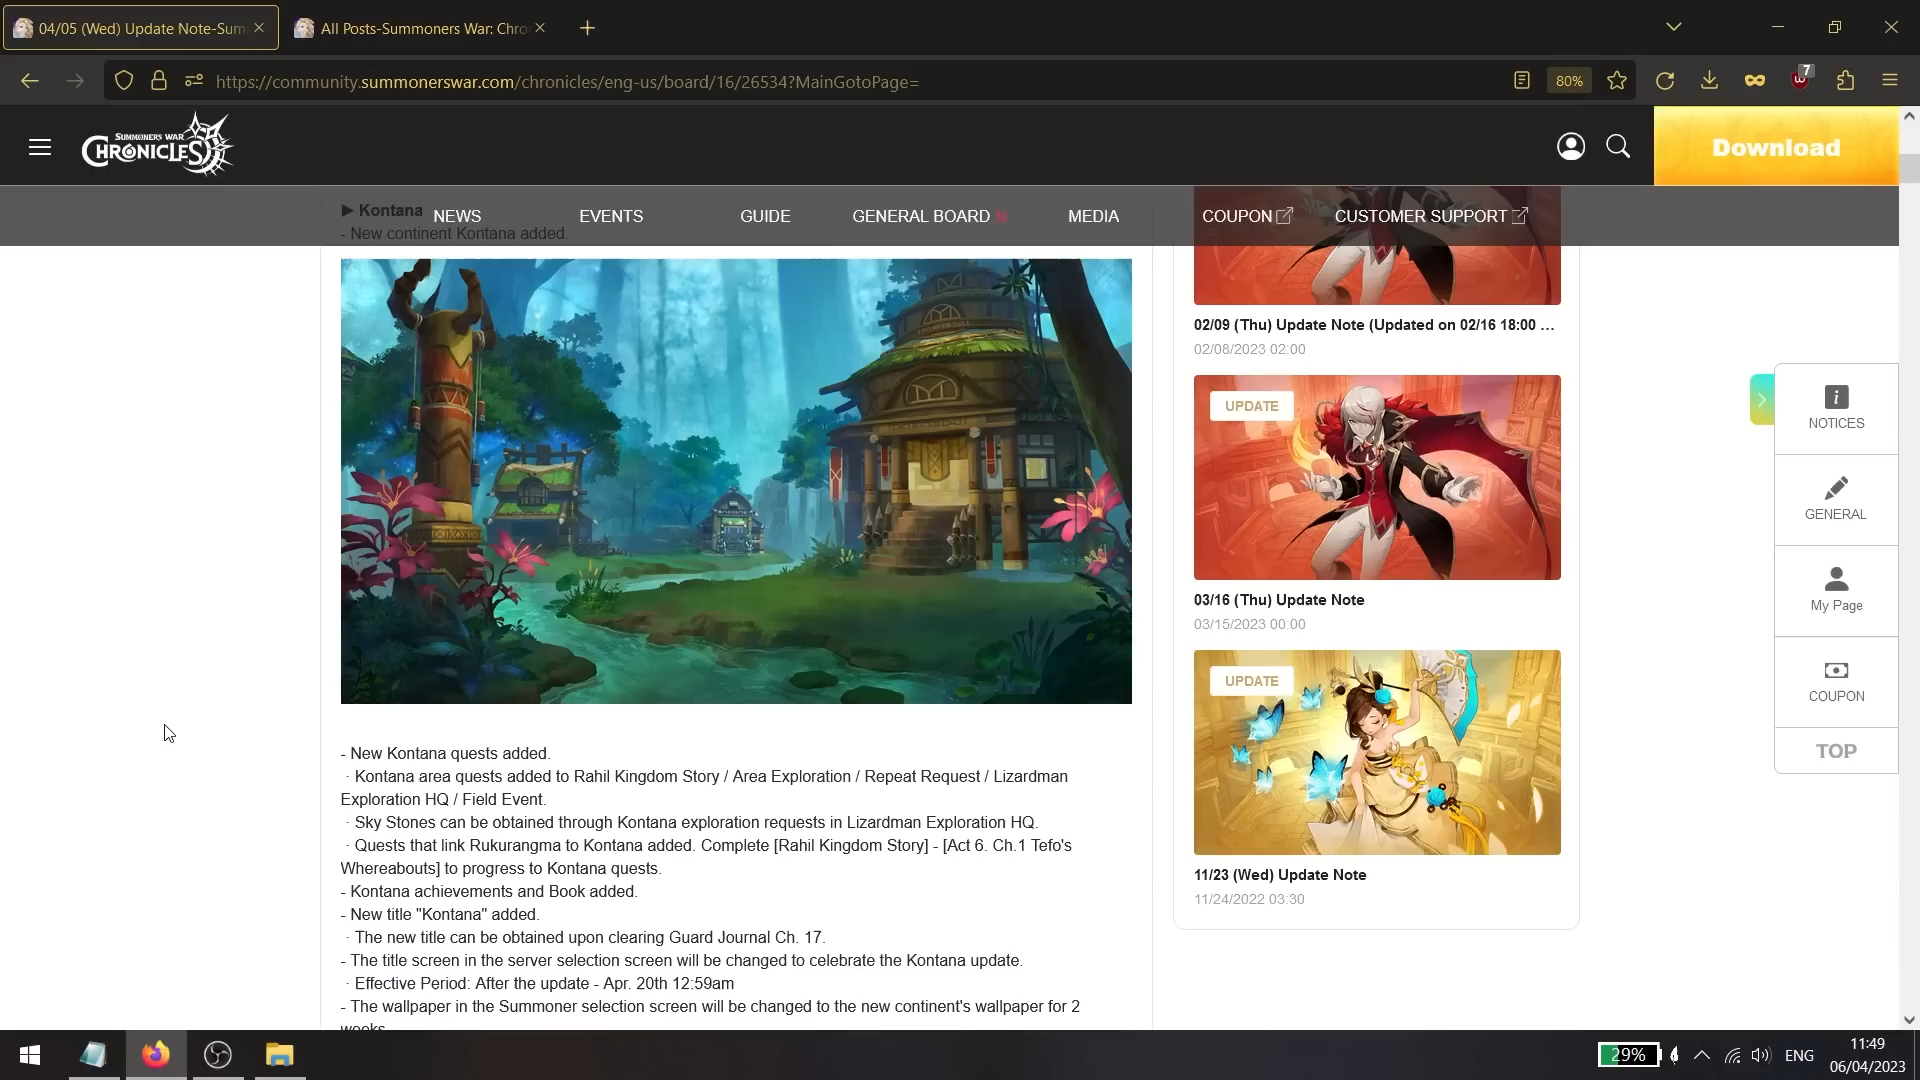 04/05 (Wed) Update Note-Sum
All Posts-Summoners War: Chro
https://community.summonerswar.com/chronicles/eng-us/board/16/26534?MainGotoPage=
80%
7
SUMMONERS WAR
CHRONICLES
Download
▶ Kontana
NEWS
EVENTS
GUIDE
GENERAL BOARD N
MEDIA
COUPON
CUSTOMER SUPPORT
- New continent Kontana added.
- New Kontana quests added.
· Kontana area quests added to Rahil Kingdom Story / Area Exploration / Repeat Request / Lizardman
Exploration HQ / Field Event.
· Sky Stones can be obtained through Kontana exploration requests in Lizardman Exploration HQ.
· Quests that link Rukurangma to Kontana added. Complete [Rahil Kingdom Story] - [Act 6. Ch.1 Tefo's
Whereabouts] to progress to Kontana quests.
- Kontana achievements and Book added.
- New title "Kontana" added.
· The new title can be obtained upon clearing Guard Journal Ch. 17.
- The title screen in the server selection screen will be changed to celebrate the Kontana update.
· Effective Period: After the update - Apr. 20th 12:59am
- The wallpaper in the Summoner selection screen will be changed to the new continent's wallpaper for 2
weeks
02/09 (Thu) Update Note (Updated on 02/16 18:00 ...
02/08/2023 02:00
UPDATE
03/16 (Thu) Update Note
03/15/2023 00:00
UPDATE
11/23 (Wed) Update Note
11/24/2022 03:30
NOTICES
GENERAL
My Page
COUPON
TOP
29%
ENG
11:49
06/04/2023